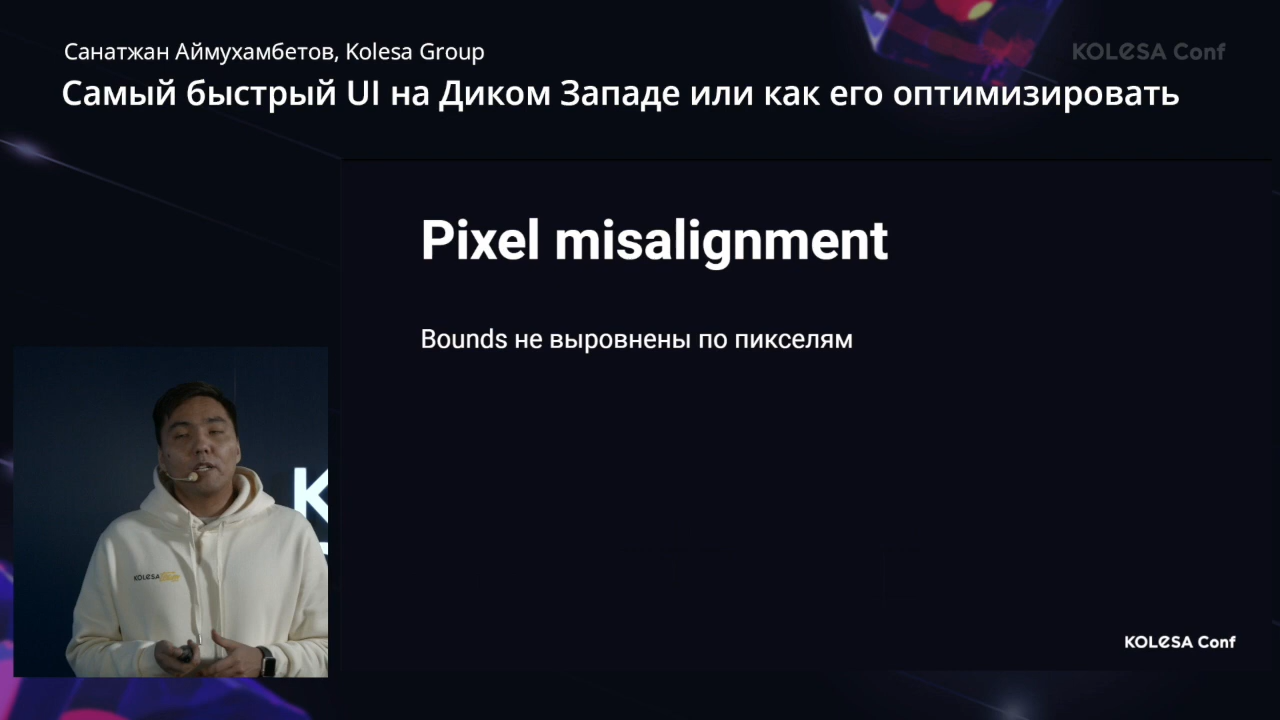 Санатжан Аймухамбетов, Kolesa Group
KOLESA Conf
Самый быстрый UI на Диком Западе или как его оптимизировать
Pixel misalignment
Bounds не выровнены по пикселям
K
KOLESA
KOLESA Conf